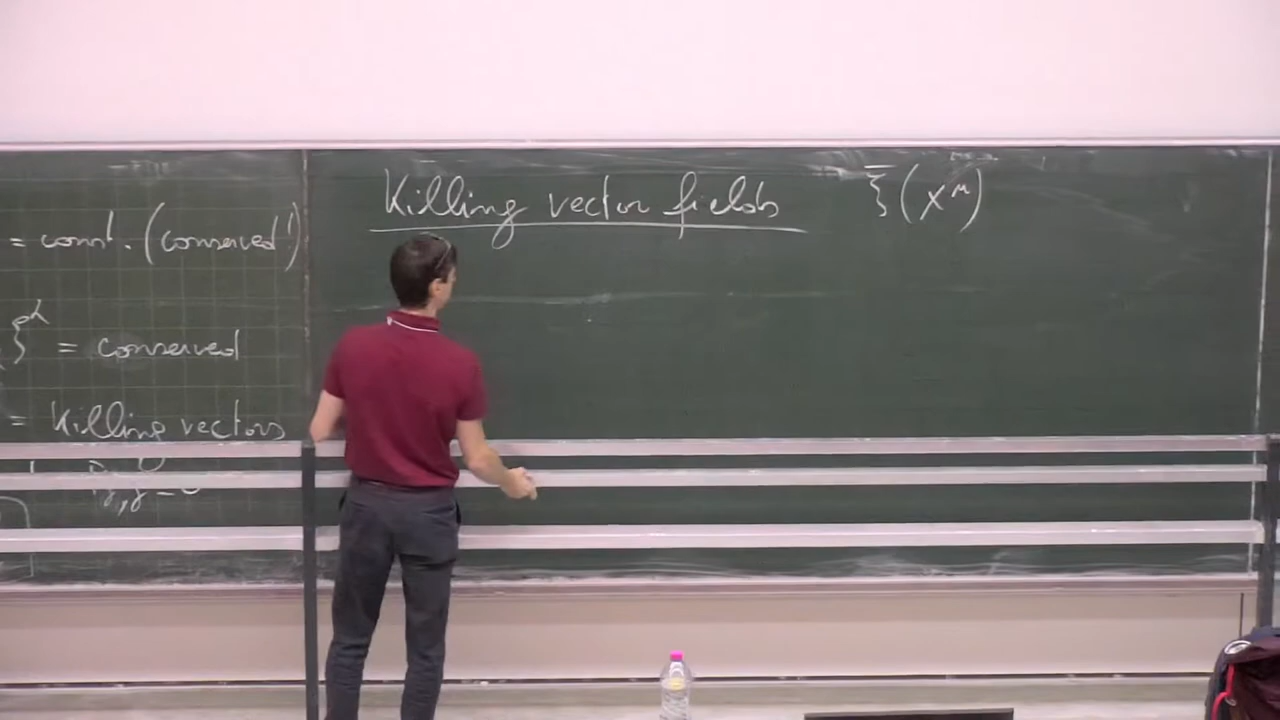 = const. (conserved!)
ξ^α = conserved
= Killing vectors
Killing vector fields ξ(x^μ)